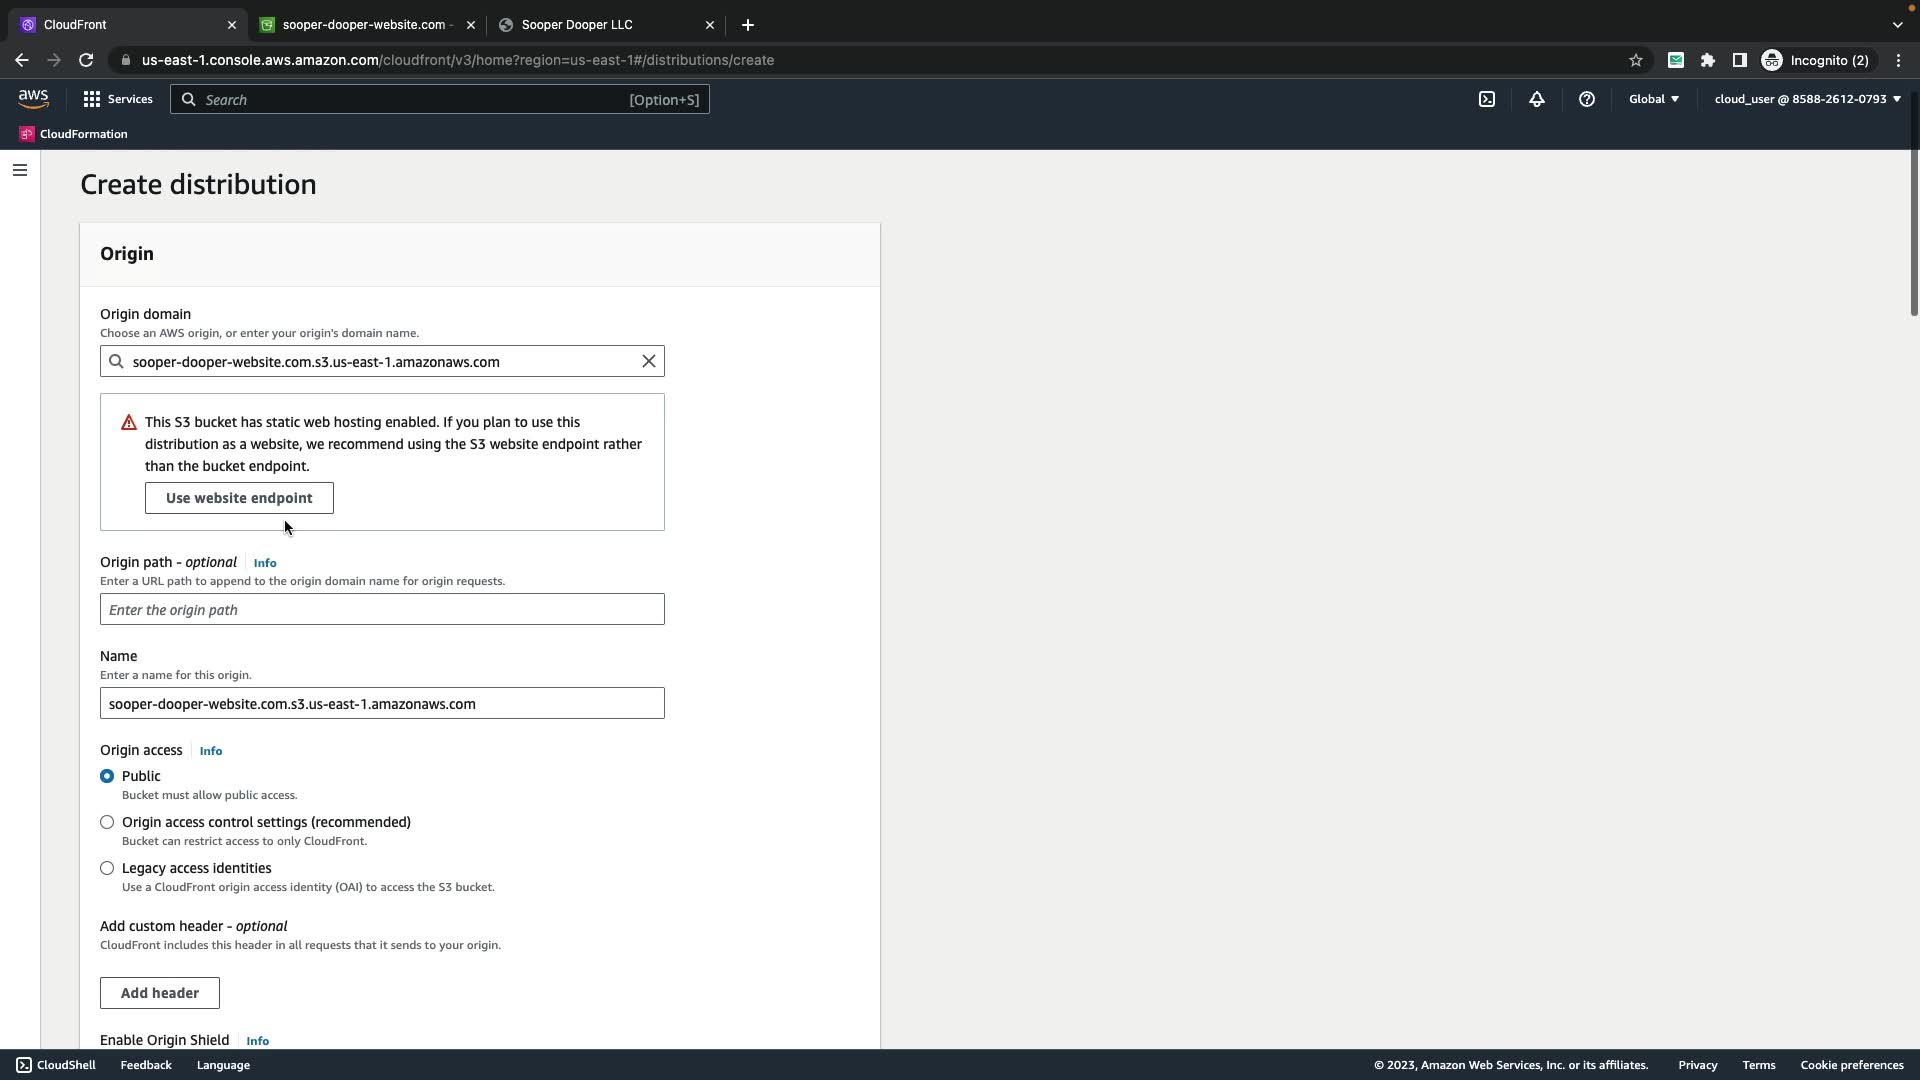 CloudFront
sooper-dooper-website.com -
Sooper Dooper LLC
us-east-1.console.aws.amazon.com/cloudfront/v3/home?region=us-east-1#/distributions/create
Incognito (2)
aws
Services
Search
[Option+S]
Global
cloud_user @ 8588-2612-0793
CloudFormation
Create distribution
Origin
Origin domain
Choose an AWS origin, or enter your origin's domain name.
sooper-dooper-website.com.s3.us-east-1.amazonaws.com
This S3 bucket has static web hosting enabled. If you plan to use this
distribution as a website, we recommend using the S3 website endpoint rather
than the bucket endpoint.
Use website endpoint
Origin path - optional Info
Enter a URL path to append to the origin domain name for origin requests.
Enter the origin path
Name
Enter a name for this origin.
sooper-dooper-website.com.s3.us-east-1.amazonaws.com
Origin access Info
Public
Bucket must allow public access.
Origin access control settings (recommended)
Bucket can restrict access to only CloudFront.
Legacy access identities
Use a CloudFront origin access identity (OAI) to access the S3 bucket.
Add custom header - optional
CloudFront includes this header in all requests that it sends to your origin.
Add header
Enable Origin Shield Info
CloudShell
Feedback
Language
© 2023, Amazon Web Services, Inc. or its affiliates.
Privacy
Terms
Cookie preferences